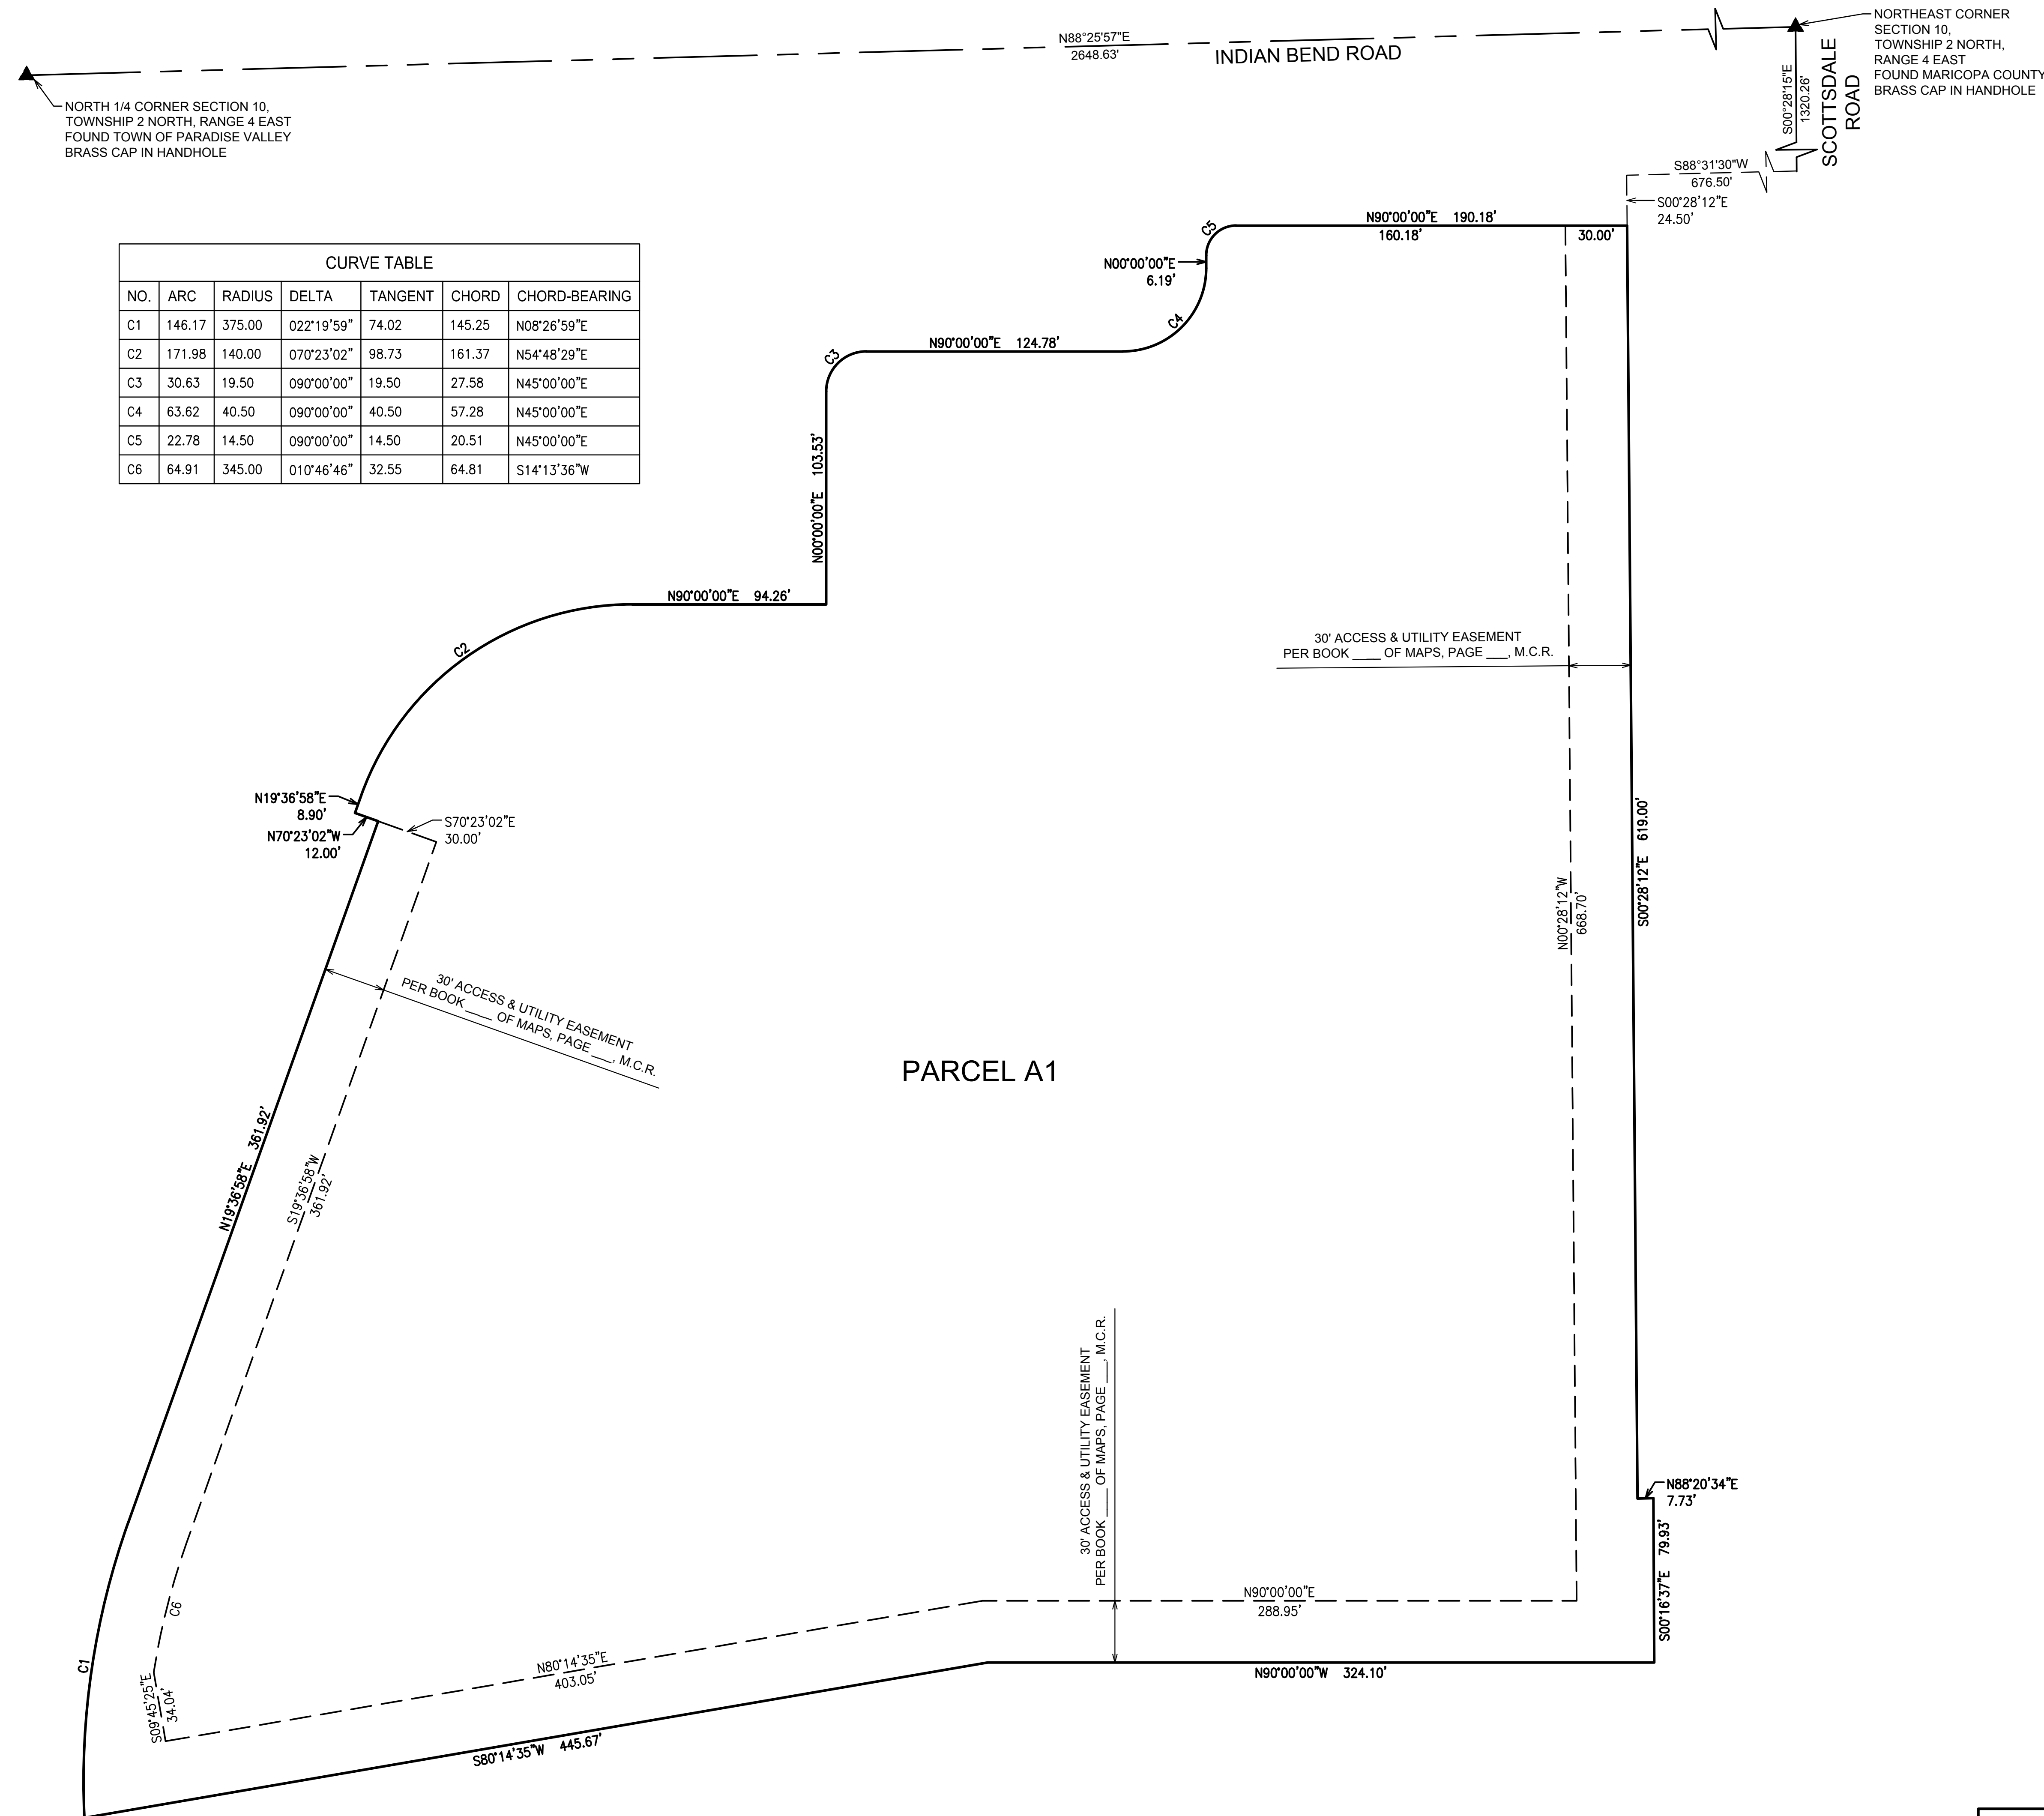 N88°25'57"E
2648.63'
INDIAN BEND ROAD
NORTHEAST CORNER
SECTION 10,
TOWNSHIP 2 NORTH,
RANGE 4 EAST
FOUND MARICOPA COUNTY
BRASS CAP IN HANDHOLE
NORTH 1/4 CORNER SECTION 10,
TOWNSHIP 2 NORTH, RANGE 4 EAST
FOUND TOWN OF PARADISE VALLEY
BRASS CAP IN HANDHOLE
S00°28'15"E
1320.26'
SCOTTSDALE
ROAD
S88°31'30"W
676.50'
S00°28'12"E
24.50'
N90°00'00"E 190.18'
160.18'
30.00'
C5
N00°00'00"E
6.19'
C4
N90°00'00"E 124.78'
C3
CURVE TABLE
NO. ARC RADIUS DELTA TANGENT CHORD CHORD-BEARING
C1 146.17 375.00 022°19'59" 74.02 145.25 N08°26'59"E
C2 171.98 140.00 070°23'02" 98.73 161.37 N54°48'29"E
C3 30.63 19.50 090°00'00" 19.50 27.58 N45°00'00"E
C4 63.62 40.50 090°00'00" 40.50 57.28 N45°00'00"E
C5 22.78 14.50 090°00'00" 14.50 20.51 N45°00'00"E
C6 64.91 345.00 010°46'46" 32.55 64.81 S14°13'36"W
N00°00'00"E 103.53'
N90°00'00"E 94.26'
C2
30' ACCESS & UTILITY EASEMENT
PER BOOK ____ OF MAPS, PAGE ___, M.C.R.
N19°36'58"E
8.90'
N70°23'02"W
12.00'
S70°23'02"E
30.00'
S00°28'12"E 619.00'
N00°28'12"W
668.70'
30' ACCESS & UTILITY EASEMENT
PER BOOK ____ OF MAPS, PAGE ___, M.C.R.
PARCEL A1
N19°36'58"E 361.92'
S19°36'58"W
361.92'
30' ACCESS & UTILITY EASEMENT
PER BOOK ____ OF MAPS, PAGE ___, M.C.R.
N88°20'34"E
7.73'
S00°16'37"E 79.93'
N90°00'00"E
288.95'
C6
C1
N80°14'35"E
403.05'
S09°45'25"E
34.04'
N90°00'00"W 324.10'
S80°14'35"W 445.67'